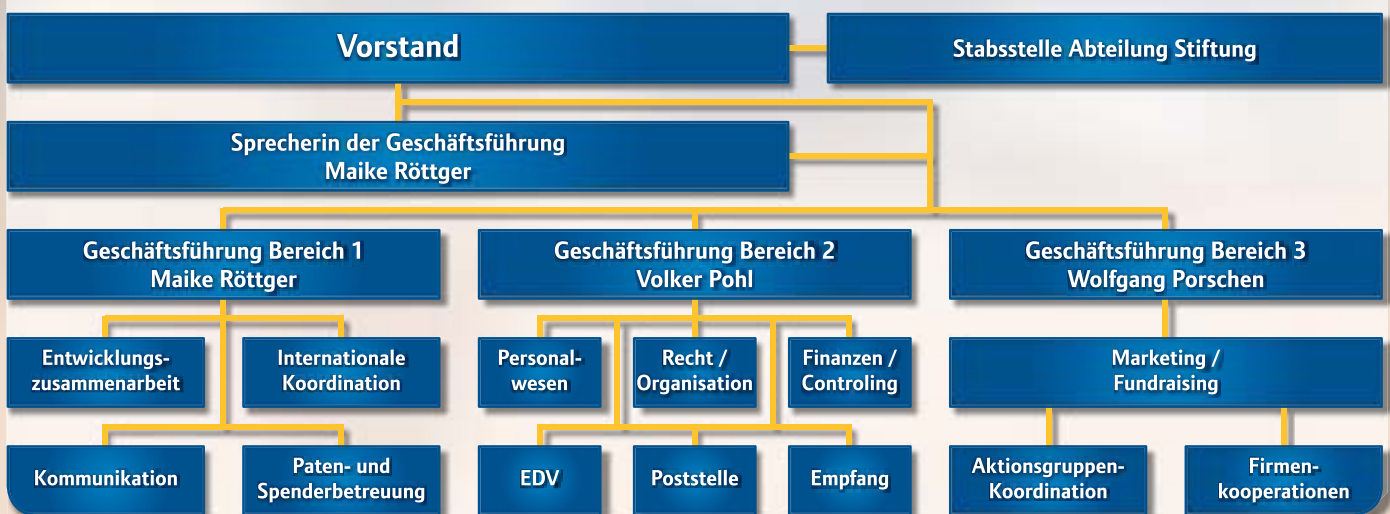 Vorstand
Stabsstelle Abteilung Stiftung
Sprecherin der Geschäftsführung
Maike Röttger
Geschäftsführung Bereich 1
Maike Röttger
Geschäftsführung Bereich 2
Volker Pohl
Geschäftsführung Bereich 3
Wolfgang Porschen
Entwicklungs-
zusammenarbeit
Internationale
Koordination
Personal-
wesen
Recht /
Organisation
Finanzen /
Controling
Marketing /
Fundraising
Kommunikation
Paten- und
Spenderbetreuung
EDV
Poststelle
Empfang
Aktionsgruppen-
Koordination
Firmen-
kooperationen